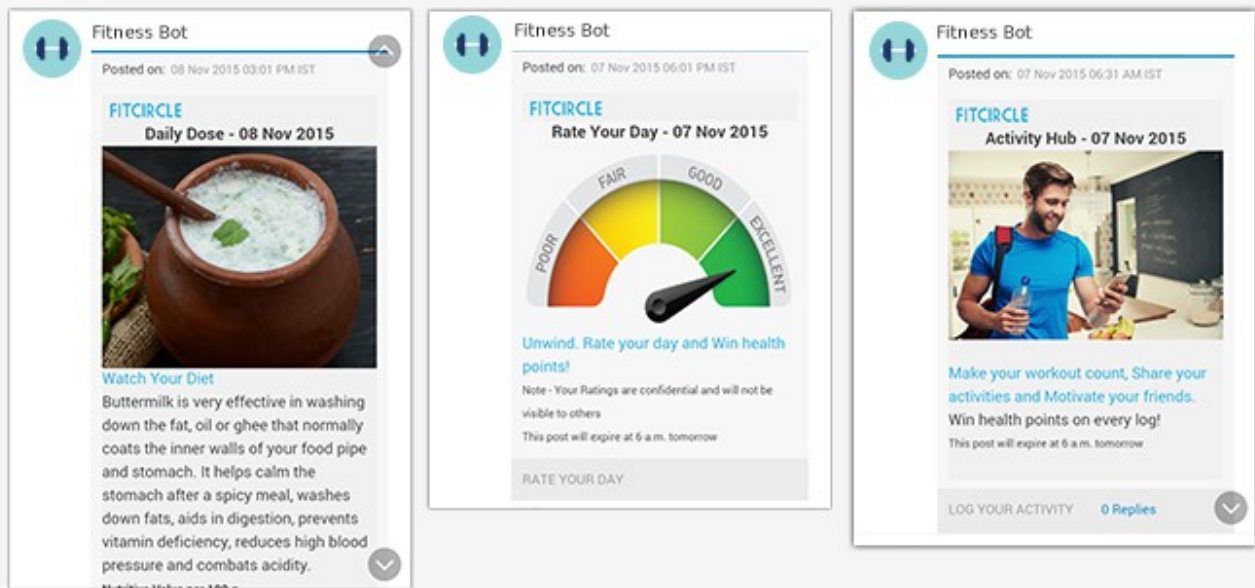 Fitness Bot
Posted on: 08 Nov 2015 03:01 PM IST
FITCIRCLE
Daily Dose - 08 Nov 2015
Watch Your Diet
Buttermilk is very effective in washing
down the fat, oil or ghee that normally
coats the inner walls of your food pipe
and stomach. It helps calm the
stomach after a spicy meal, washes
down fats, aids in digestion, prevents
vitamin deficiency, reduces high blood
pressure and combats acidity.
Nutritive Value per 100 g
Fitness Bot
Posted on: 07 Nov 2015 06:01 PM IST
FITCIRCLE
Rate Your Day - 07 Nov 2015
POOR
FAIR
GOOD
EXCELLENT
Unwind. Rate your day and Win health
points!
Note - Your Ratings are confidential and will not be
visible to others
This post will expire at 6 a.m. tomorrow
RATE YOUR DAY
Fitness Bot
Posted on: 07 Nov 2015 06:31 AM IST
FITCIRCLE
Activity Hub - 07 Nov 2015
Make your workout count, Share your
activities and Motivate your friends.
Win health points on every log!
This post will expire at 6 a.m. tomorrow
LOG YOUR ACTIVITY 0 Replies